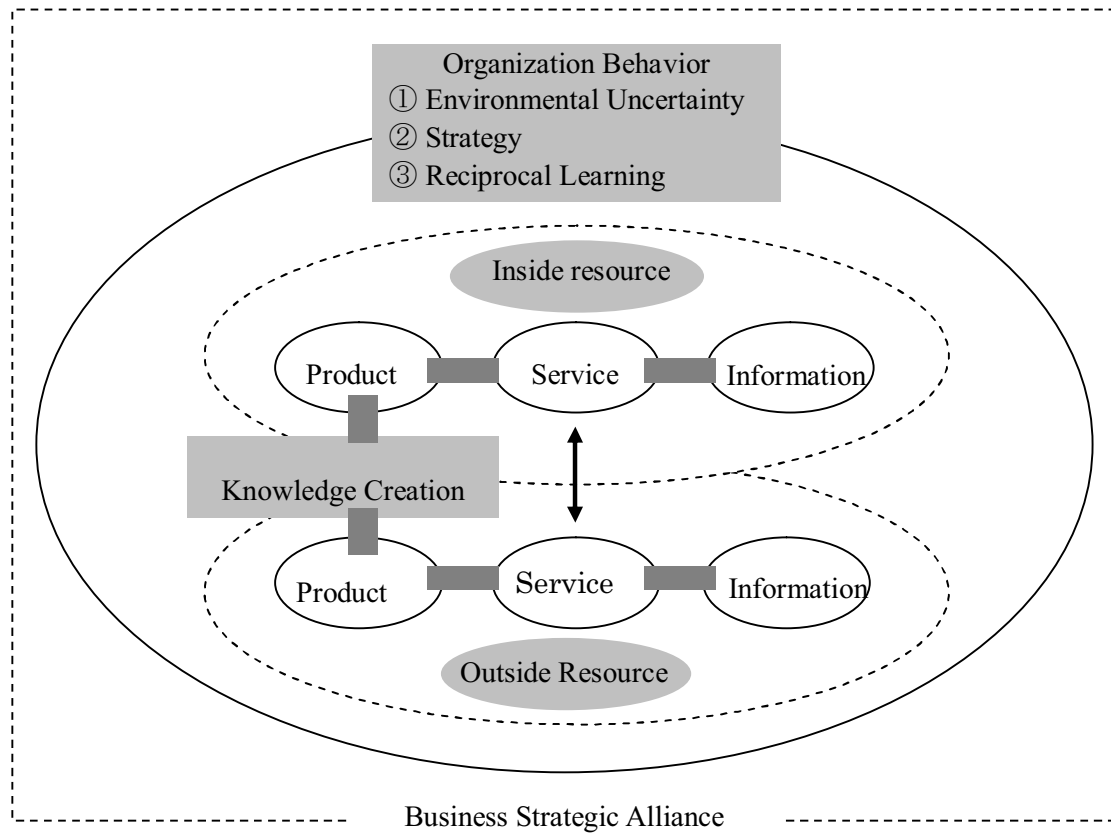 Organization Behavior
① Environmental Uncertainty
② Strategy
③ Reciprocal Learning
Inside resource
Product
Service
Information
Knowledge Creation
Product
Service
Information
Outside Resource
Business Strategic Alliance